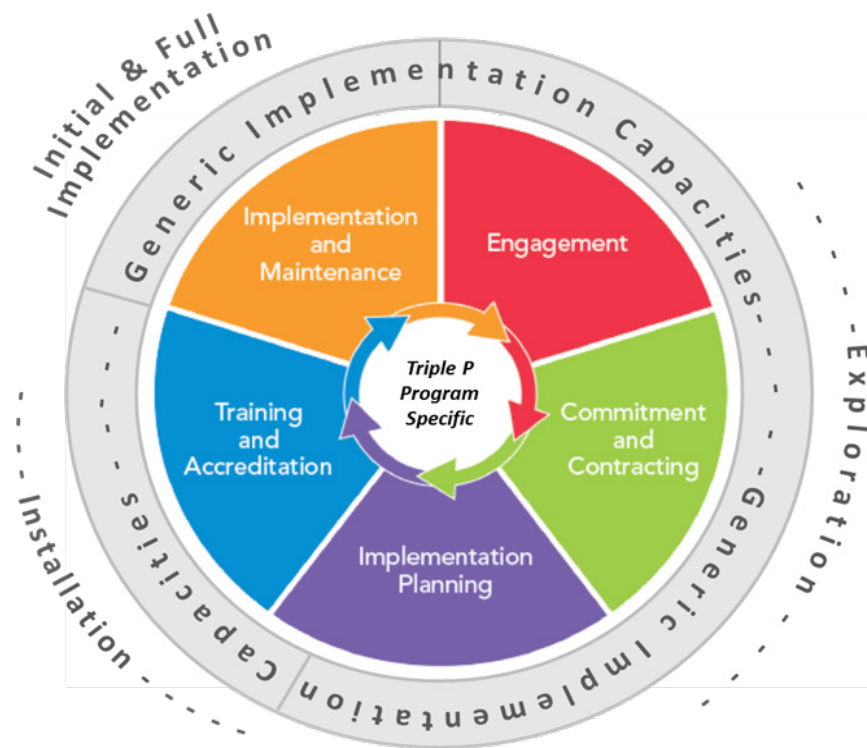 Initial & Full
Implementation
Generic Implementation Capacities------Generic Implementation Capacities------
Implementation
and
Maintenance
Engagement
Triple P
Program
Specific
Training
and
Accreditation
Commitment
and
Contracting
Implementation
Planning
-----Exploration-----
-----Installation-----